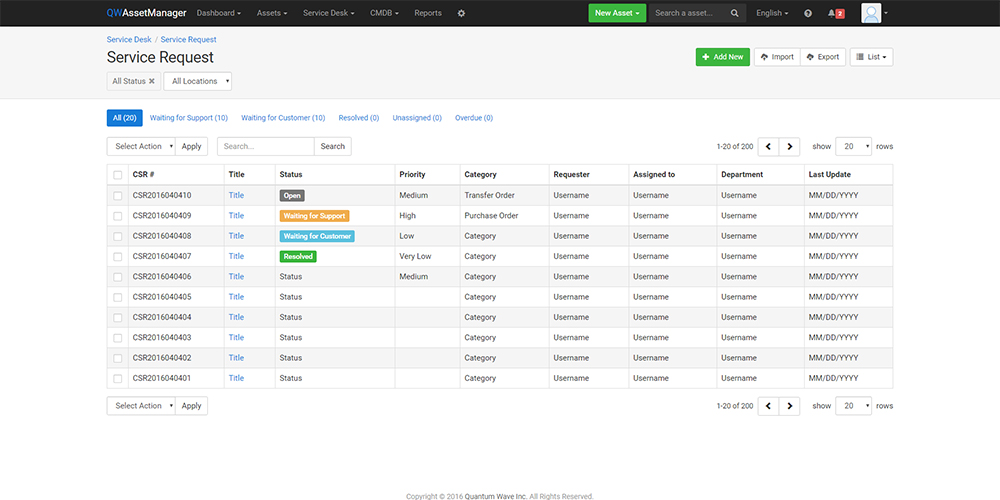 QWAssetManager Dashboard Assets Service Desk CMDB Reports New Asset Search a asset... English 2
Service Desk / Service Request
Service Request
Add New Import Export List
All Status All Locations
All (20) Waiting for Support (10) Waiting for Customer (10) Resolved (0) Unassigned (0) Overdue (0)
Select Action Apply Search... Search 1-20 of 200 show 20 rows
CSR # Title Status Priority Category Requester Assigned to Department Last Update
CSR2016040410 Title Open Medium Transfer Order Username Username Username MM/DD/YYYY
CSR2016040409 Title Waiting for Support High Purchase Order Username Username Username MM/DD/YYYY
CSR2016040408 Title Waiting for Customer Low Category Username Username Username MM/DD/YYYY
CSR2016040407 Title Resolved Very Low Category Username Username Username MM/DD/YYYY
CSR2016040406 Title Status Medium Category Username Username Username MM/DD/YYYY
CSR2016040405 Title Status Category Username Username Username MM/DD/YYYY
CSR2016040404 Title Status Category Username Username Username MM/DD/YYYY
CSR2016040403 Title Status Category Username Username Username MM/DD/YYYY
CSR2016040402 Title Status Category Username Username Username MM/DD/YYYY
CSR2016040401 Title Status Category Username Username Username MM/DD/YYYY
Select Action Apply 1-20 of 200 show 20 rows
Copyright © 2016 Quantum Wave Inc. All Rights Reserved.